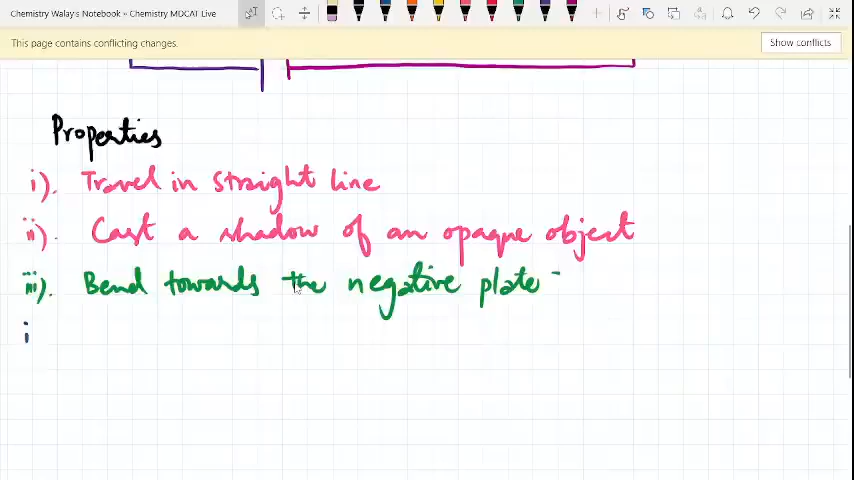 Chemistry Walay's Notebook » Chemistry MDCAT Live
This page contains conflicting changes.
Show conflicts
Properties
i). Travel in straight line
ii). Cast a shadow of an opaque object
iii). Bend towards the negative plate -
i